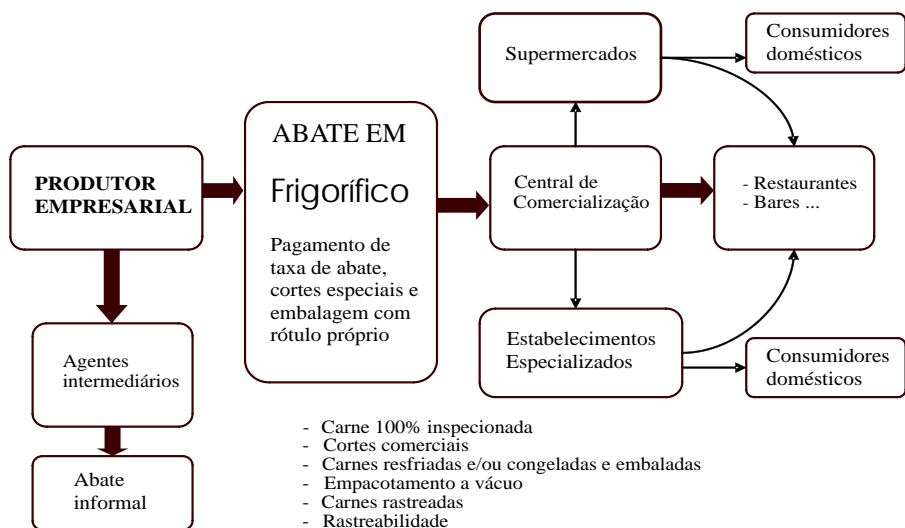 PRODUTOR
EMPRESARIAL
Agentes
intermediários
Abate
informal
ABATE EM
Frigorífico
Pagamento de
taxa de abate,
cortes especiais e
embalagem com
rótulo próprio
Supermercados
Central de
Comercialização
Estabelecimentos
Especializados
Consumidores
domésticos
- Restaurantes
- Bares ...
Consumidores
domésticos
- Carne 100% inspecionada
- Cortes comerciais
- Carnes resfriadas e/ou congeladas e embaladas
- Empacotamento a vácuo
- Carnes rastreadas
- Rastreabilidade